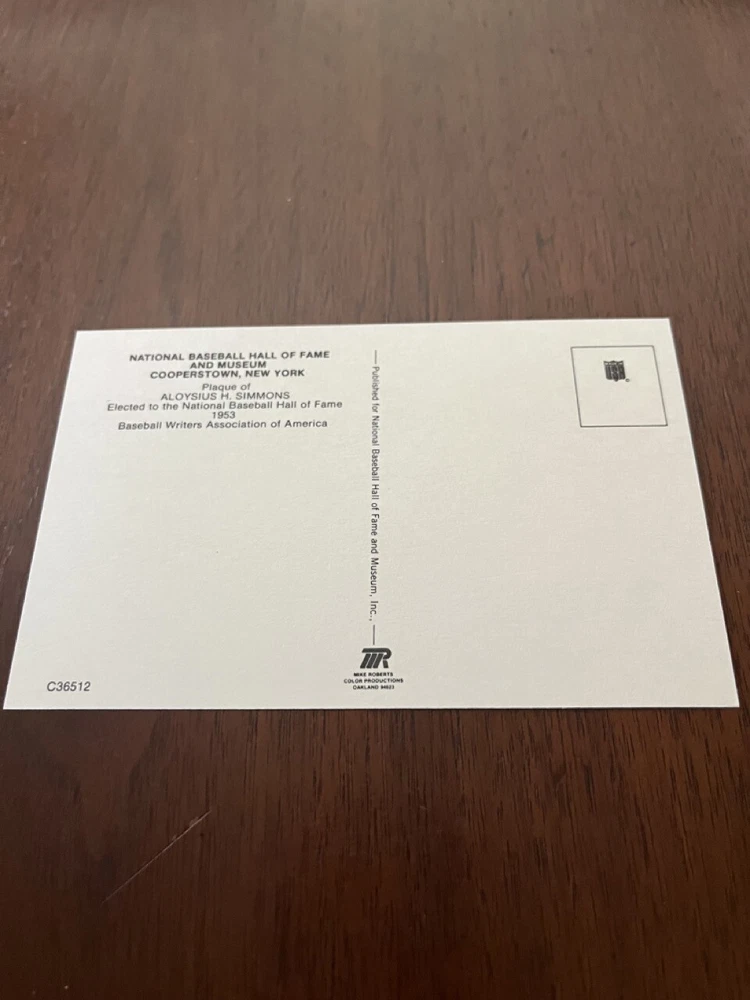 NATIONAL BASEBALL HALL OF FAME
AND MUSEUM
COOPERSTOWN, NEW YORK
Plaque of
ALOYSIUS H. SIMMONS
Elected to the National Baseball Hall of Fame
1953
Baseball Writers Association of America
Published for National Baseball Hall of Fame and Museum, Inc.,
MR
MIKE ROBERTS
COLOR PRODUCTIONS
OAKLAND 94623
C36512